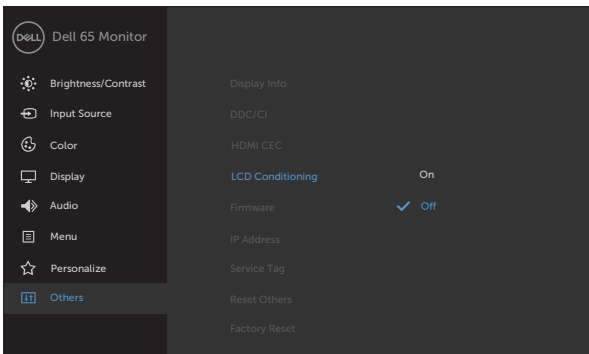 DELL Dell 65 Monitor
Brightness/Contrast
Input Source
Color
Display
Audio
Menu
Personalize
Others
Display Info
DDC/CI
HDMI CEC
LCD Conditioning On
Firmware Off
IP Address
Service Tag
Reset Others
Factory Reset